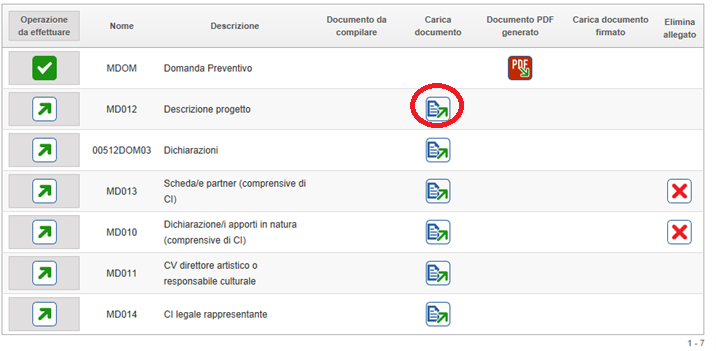 Operazione da effettuare Nome Descrizione Documento da compilare Carica documento Documento PDF generato Carica documento firmato Elimina allegato
MDOM Domanda Preventivo PDF
MD012 Descrizione progetto
00512DOM03 Dichiarazioni
MD013 Scheda/e partner (comprensive di CI)
MD010 Dichiarazione/i apporti in natura (comprensive di CI)
MD011 CV direttore artistico o responsabile culturale
MD014 CI legale rappresentante
1 - 7